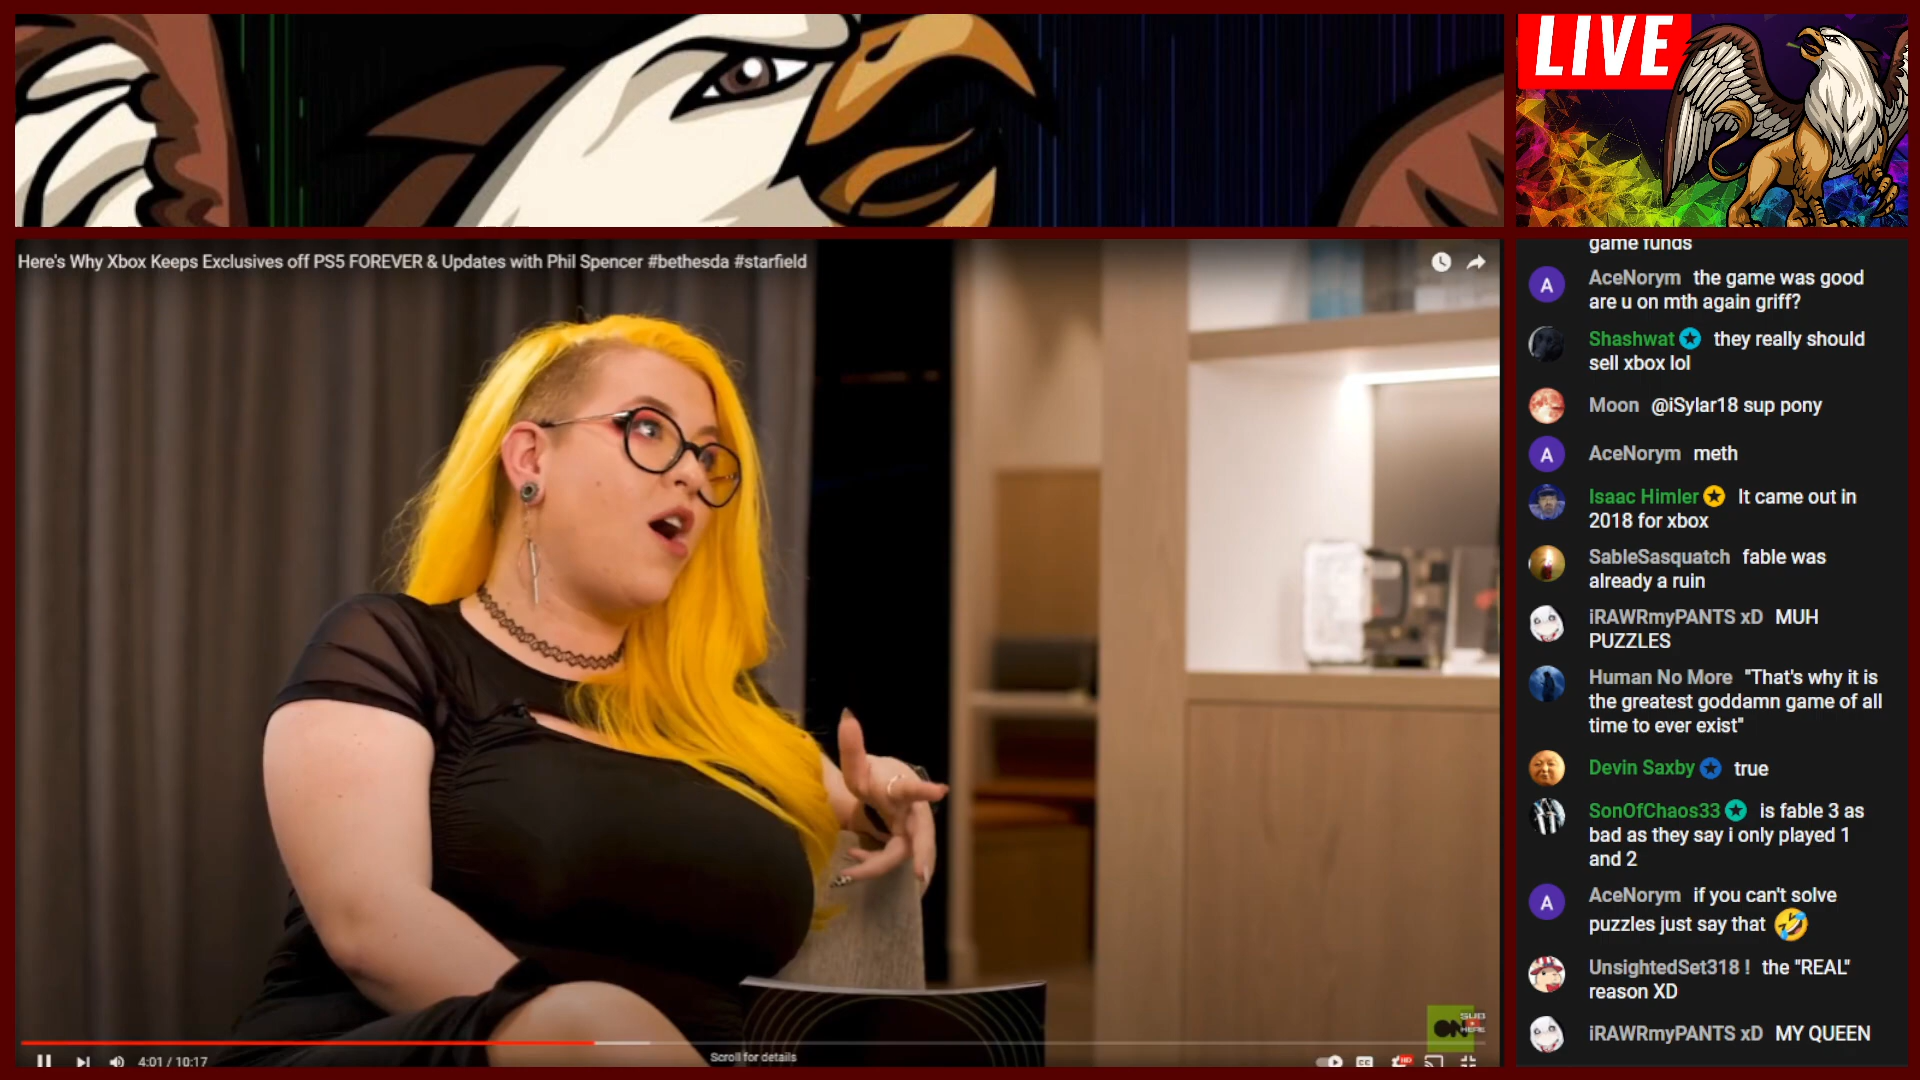 LIVE
Here's Why Xbox Keeps Exclusives off PS5 FOREVER & Updates with Phil Spencer #bethesda #starfield
game funds
A
AceNorym the game was good
are u on mth again griff?
Shashwat they really should
sell xbox lol
Moon @iSylar18 sup pony
A
AceNorym meth
Isaac Himler It came out in
2018 for xbox
SableSasquatch fable was
already a ruin
iRAWRmyPANTS xD MUH
PUZZLES
Human No More "That's why it is
the greatest goddamn game of all
time to ever exist"
Devin Saxby true
SonOfChaos33 is fable 3 as
bad as they say i only played 1
and 2
A
AceNorym if you can't solve
puzzles just say that 🤣
UnsightedSet318 ! the "REAL"
reason XD
iRAWRmyPANTS xD MY QUEEN
ON
SUB
HERE
4:01 / 10:17
Scroll for details
CC
HD